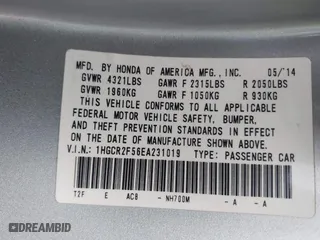 MFD. BY HONDA OF AMERICA MFG., INC. 05/'14
GVWR 4321LBS GAWR F 2315LBS R 2050LBS
GVWR 1960KG GAWR F 1050KG R 930KG
THIS VEHICLE CONFORMS TO ALL APPLICABLE
FEDERAL MOTOR VEHICLE SAFETY, BUMPER,
AND THEFT PREVENTION STANDARDS IN EFFECT
ON THE DATE OF MANUFACTURE SHOWN ABOVE.
V.I.N.: 1HGCR2F56EA231019 TYPE: PASSENGER CAR
T2F E AC8 - NH700M - A - A